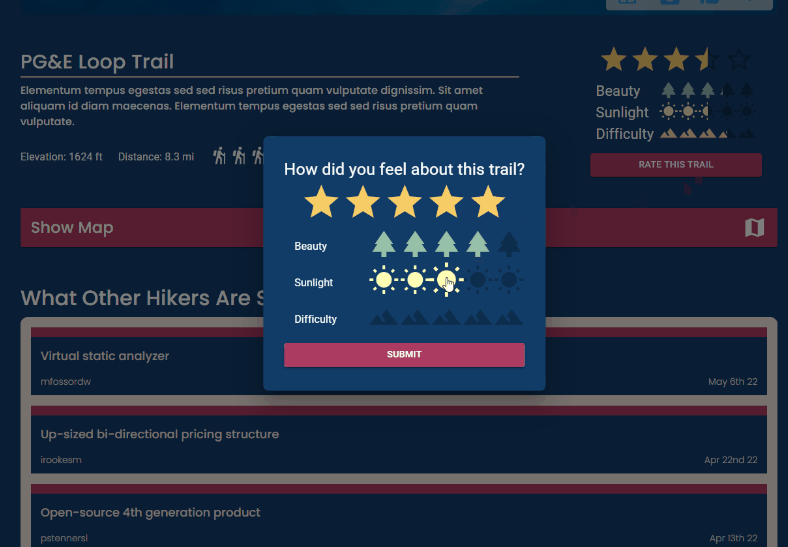 PG&E Loop Trail
Elementum tempus egestas sed sed risus pretium quam vulputate dignissim. Sit amet
aliquam id diam maecenas. Elementum tempus egestas sed sed risus pretium quam
vulputate.
Elevation: 1624 ft Distance: 8.3 mi
Beauty
Sunlight
Difficulty
RATE THIS TRAIL
How did you feel about this trail?
Beauty
Sunlight
Difficulty
SUBMIT
Show Map
What Other Hikers Are S
Virtual static analyzer
mfossordw May 6th 22
Up-sized bi-directional pricing structure
irookesm Apr 22nd 22
Open-source 4th generation product
pstennersl Apr 13th 22